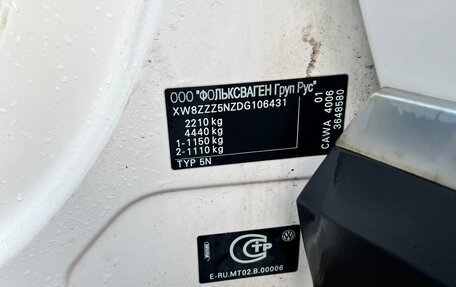 ООО "ФОЛЬКСВАГЕН Груп Рус"
XW8ZZZ5NZDG106431
2210 kg
4440 kg
1-1150 kg
2-1110 kg
TYP 5N
01
CAWA 4006
3648580
CTP
E-RU.MT02.B.00006